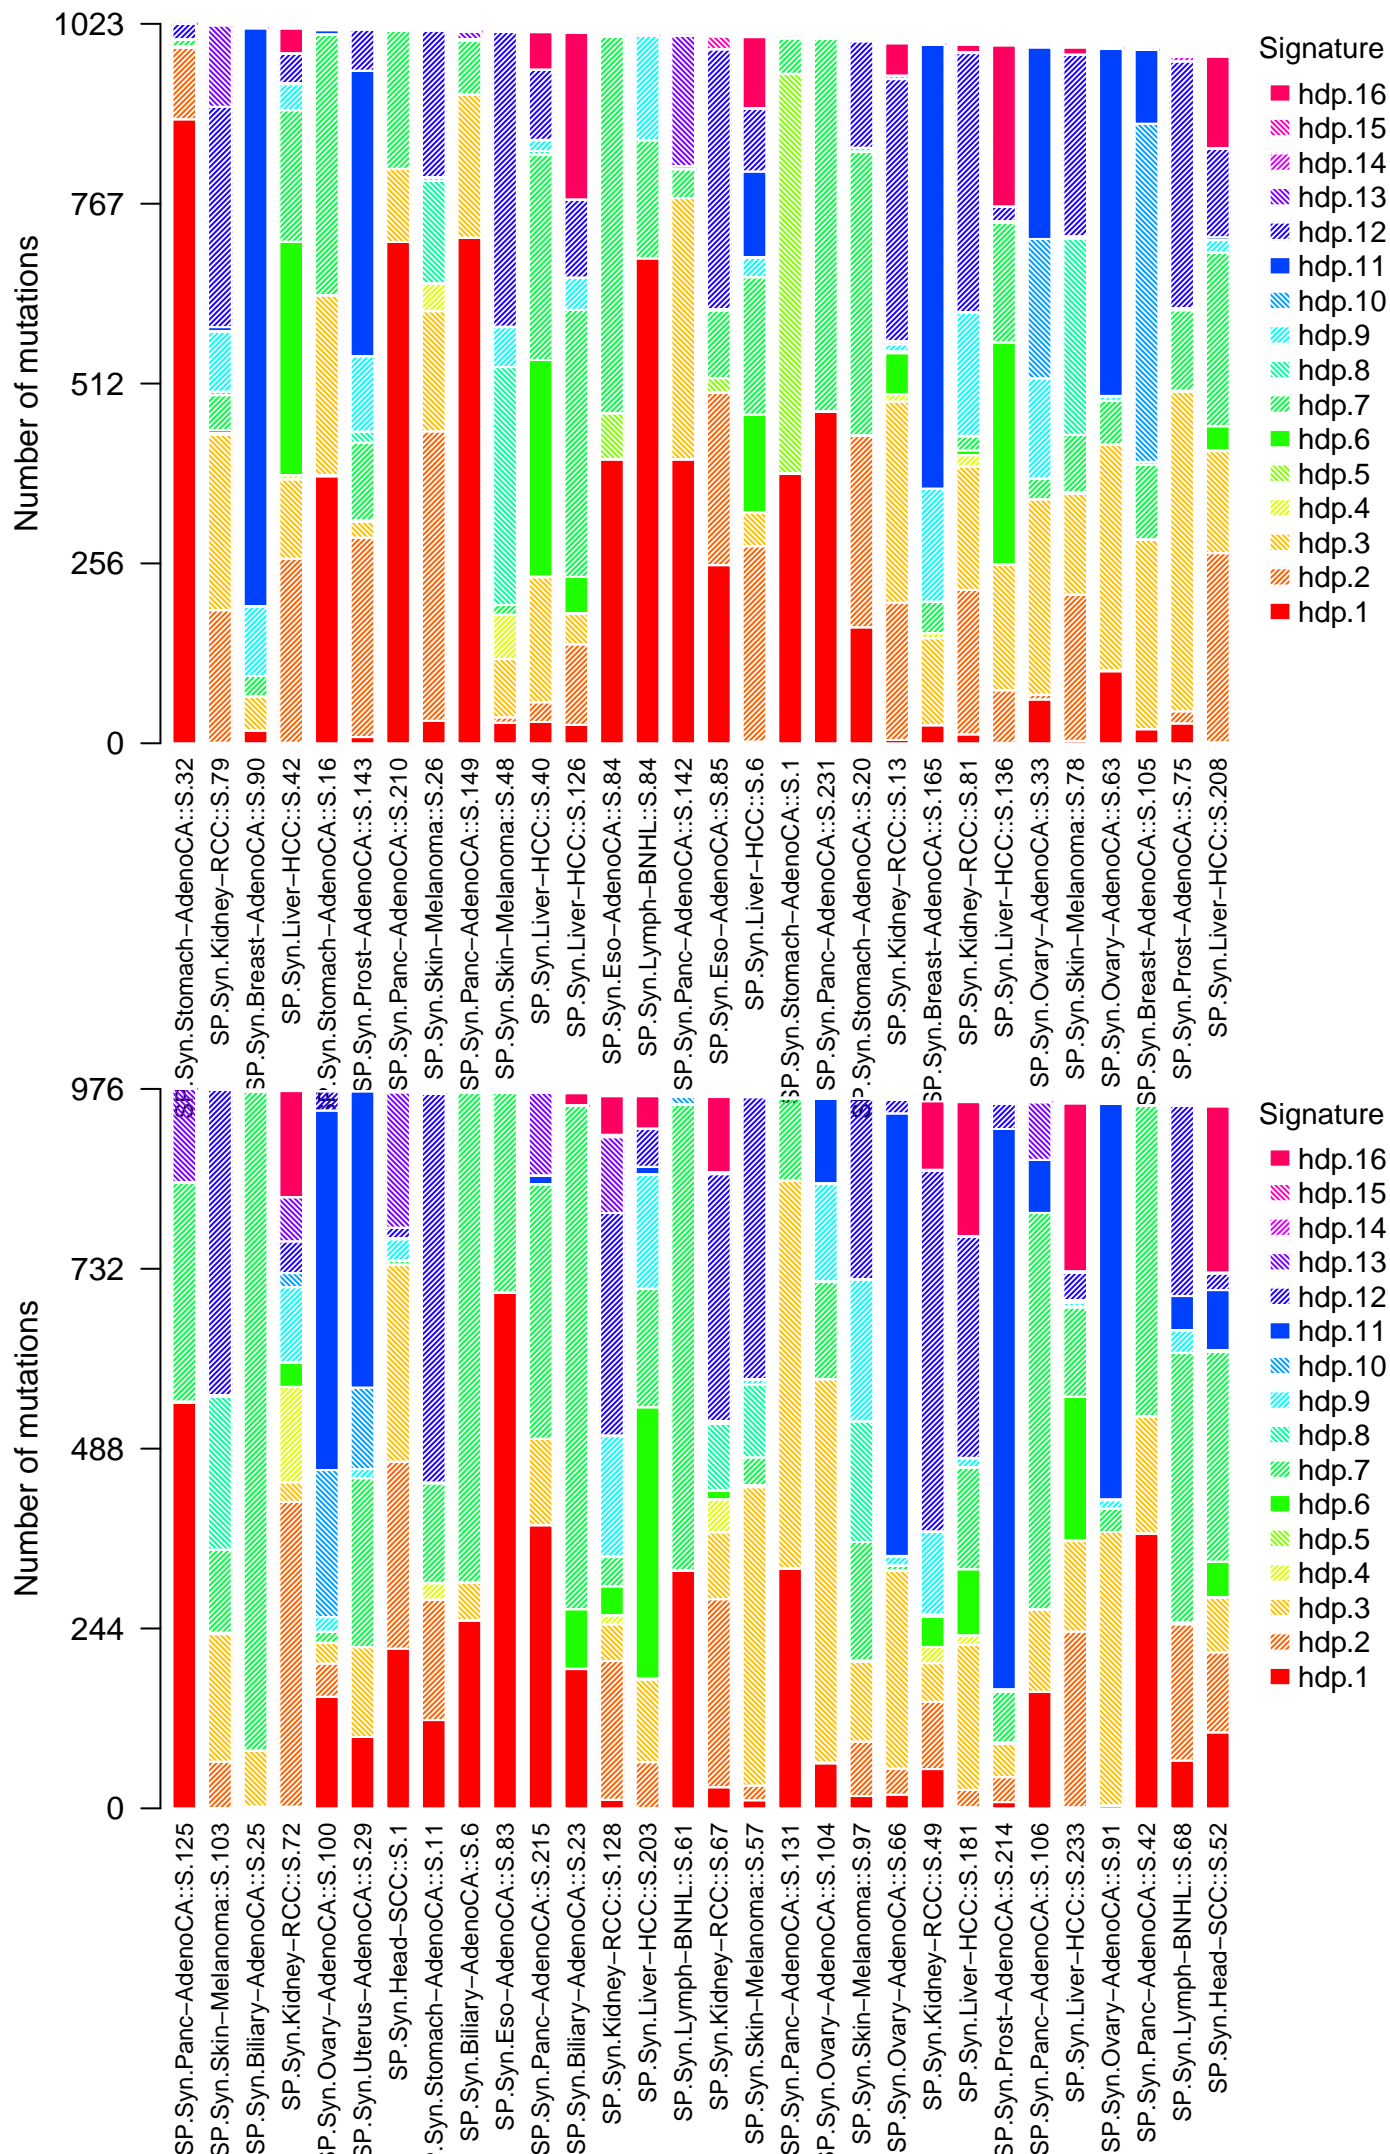 Number of mutations
1023
767
512
256
0
Signature
hdp.16
hdp.15
hdp.14
hdp.13
hdp.12
hdp.11
hdp.10
hdp.9
hdp.8
hdp.7
hdp.6
hdp.5
hdp.4
hdp.3
hdp.2
hdp.1
SP.Syn.Stomach−AdenoCA::S.32
SP.Syn.Kidney−RCC::S.79
SP.Syn.Breast−AdenoCA::S.90
SP.Syn.Liver−HCC::S.42
SP.Syn.Stomach−AdenoCA::S.16
SP.Syn.Prost−AdenoCA::S.143
SP.Syn.Panc−AdenoCA::S.210
SP.Syn.Skin−Melanoma::S.26
SP.Syn.Panc−AdenoCA::S.149
SP.Syn.Skin−Melanoma::S.48
SP.Syn.Liver−HCC::S.40
SP.Syn.Liver−HCC::S.126
SP.Syn.Eso−AdenoCA::S.84
SP.Syn.Lymph−BNHL::S.84
SP.Syn.Panc−AdenoCA::S.142
SP.Syn.Eso−AdenoCA::S.85
SP.Syn.Liver−HCC::S.6
SP.Syn.Stomach−AdenoCA::S.1
SP.Syn.Panc−AdenoCA::S.231
SP.Syn.Stomach−AdenoCA::S.20
SP.Syn.Kidney−RCC::S.13
SP.Syn.Breast−AdenoCA::S.165
SP.Syn.Kidney−RCC::S.81
SP.Syn.Liver−HCC::S.136
SP.Syn.Ovary−AdenoCA::S.33
SP.Syn.Skin−Melanoma::S.78
SP.Syn.Ovary−AdenoCA::S.63
SP.Syn.Breast−AdenoCA::S.105
SP.Syn.Prost−AdenoCA::S.75
SP.Syn.Liver−HCC::S.208
Number of mutations
976
732
488
244
0
Signature
hdp.16
hdp.15
hdp.14
hdp.13
hdp.12
hdp.11
hdp.10
hdp.9
hdp.8
hdp.7
hdp.6
hdp.5
hdp.4
hdp.3
hdp.2
hdp.1
SP.Syn.Panc−AdenoCA::S.125
SP.Syn.Skin−Melanoma::S.103
SP.Syn.Biliary−AdenoCA::S.25
SP.Syn.Kidney−RCC::S.72
SP.Syn.Ovary−AdenoCA::S.100
SP.Syn.Uterus−AdenoCA::S.29
SP.Syn.Head−SCC::S.1
.Syn.Stomach−AdenoCA::S.11
SP.Syn.Biliary−AdenoCA::S.6
SP.Syn.Eso−AdenoCA::S.83
SP.Syn.Panc−AdenoCA::S.215
SP.Syn.Biliary−AdenoCA::S.23
SP.Syn.Kidney−RCC::S.128
SP.Syn.Liver−HCC::S.203
SP.Syn.Lymph−BNHL::S.61
SP.Syn.Kidney−RCC::S.67
SP.Syn.Skin−Melanoma::S.57
SP.Syn.Panc−AdenoCA::S.131
SP.Syn.Ovary−AdenoCA::S.104
SP.Syn.Skin−Melanoma::S.97
SP.Syn.Ovary−AdenoCA::S.66
SP.Syn.Kidney−RCC::S.49
SP.Syn.Liver−HCC::S.181
SP.Syn.Prost−AdenoCA::S.214
SP.Syn.Panc−AdenoCA::S.106
SP.Syn.Liver−HCC::S.233
SP.Syn.Ovary−AdenoCA::S.91
SP.Syn.Panc−AdenoCA::S.42
SP.Syn.Lymph−BNHL::S.68
SP.Syn.Head−SCC::S.52